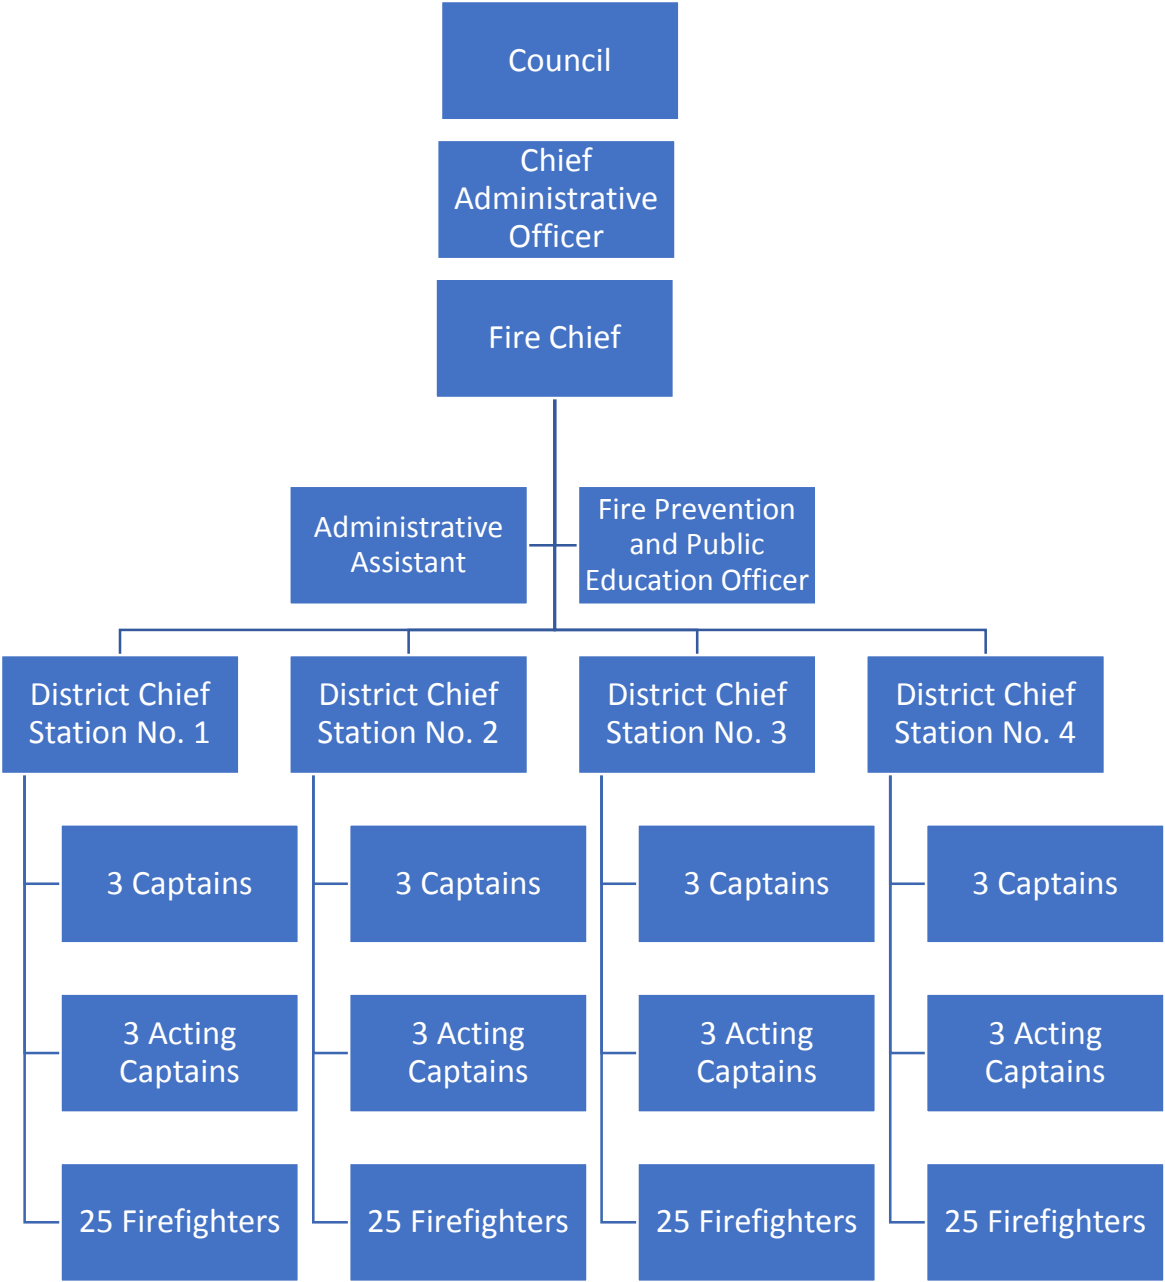 Council
Chief
Administrative
Officer
Fire Chief
Administrative
Assistant
Fire Prevention
and Public
Education Officer
District Chief
Station No. 1
District Chief
Station No. 2
District Chief
Station No. 3
District Chief
Station No. 4
3 Captains
3 Captains
3 Captains
3 Captains
3 Acting
Captains
3 Acting
Captains
3 Acting
Captains
3 Acting
Captains
25 Firefighters
25 Firefighters
25 Firefighters
25 Firefighters